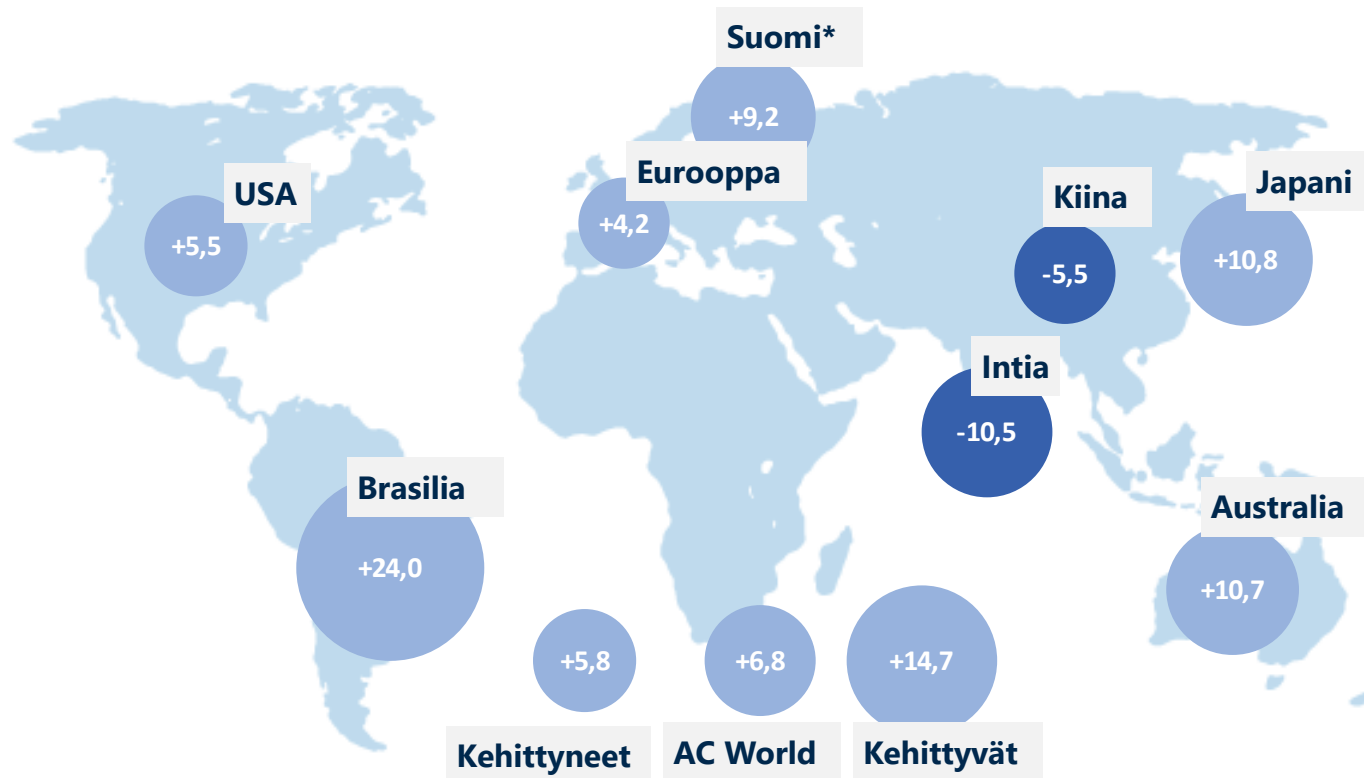 Suomi*
+9,2
Eurooppa
+4,2
USA
+5,5
Kiina
-5,5
Japani
+10,8
Intia
-10,5
Brasilia
+24,0
Australia
+10,7
+5,8
Kehittyneet
+6,8
AC World
+14,7
Kehittyvät